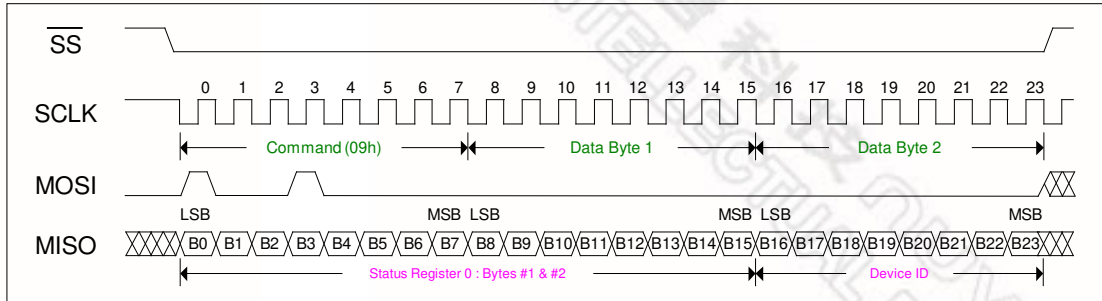 SS
0 1 2 3 4 5 6 7 8 9 10 11 12 13 14 15 16 17 18 19 20 21 22 23
SCLK
Command (09h) Data Byte 1 Data Byte 2
MOSI
LSB MSB LSB MSB LSB MSB
MISO B0 B1 B2 B3 B4 B5 B6 B7 B8 B9 B10 B11 B12 B13 B14 B15 B16 B17 B18 B19 B20 B21 B22 B23
Status Register 0 : Bytes #1 & #2 Device ID